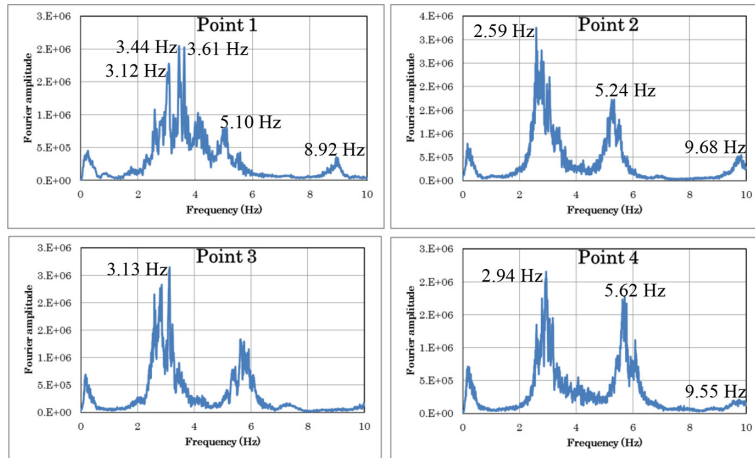 Point 1
3.E+06
2.E+06
2.E+06
1.E+06
5.E+05
0.E+00
Fourier amplitude
3.44 Hz
3.61 Hz
3.12 Hz
5.10 Hz
8.92 Hz
0 2 4 6 8 10
Frequency (Hz)
Point 2
4.E+06
3.E+06
3.E+06
2.E+06
2.E+06
1.E+06
5.E+05
0.E+00
Fourier amplitude
2.59 Hz
5.24 Hz
9.68 Hz
0 2 4 6 8 10
Frequency (Hz)
Point 3
3.E+06
3.E+06
2.E+06
2.E+06
1.E+06
5.E+05
0.E+00
Fourier amplitude
3.13 Hz
0 2 4 6 8 10
Frequency (Hz)
Point 4
3.E+06
2.E+06
2.E+06
1.E+06
5.E+05
0.E+00
Fourier amplitude
2.94 Hz
5.62 Hz
9.55 Hz
0 2 4 6 8 10
Frequency (Hz)